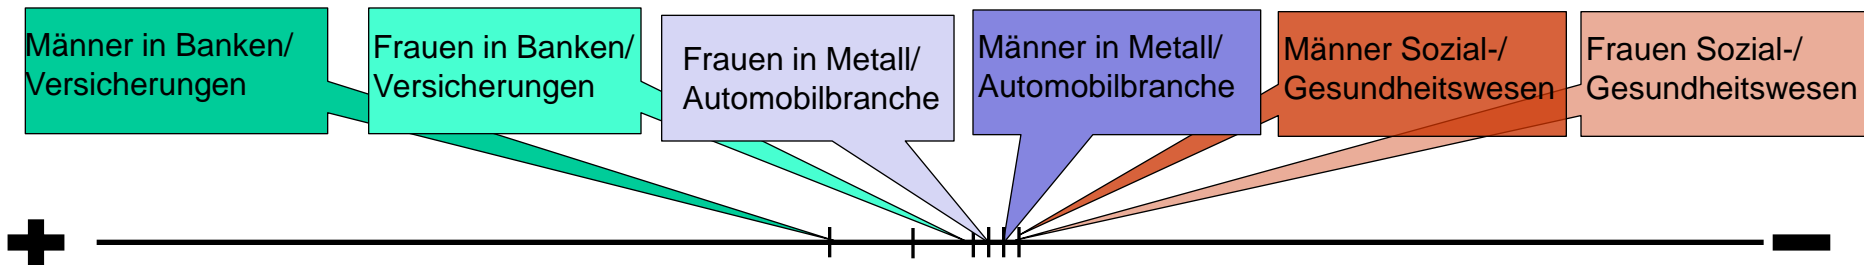 Männer in Banken/
Versicherungen
Frauen in Banken/
Versicherungen
Frauen in Metall/
Automobilbranche
Männer in Metall/
Automobilbranche
Männer Sozial-/
Gesundheitswesen
Frauen Sozial-/
Gesundheitswesen
+
−